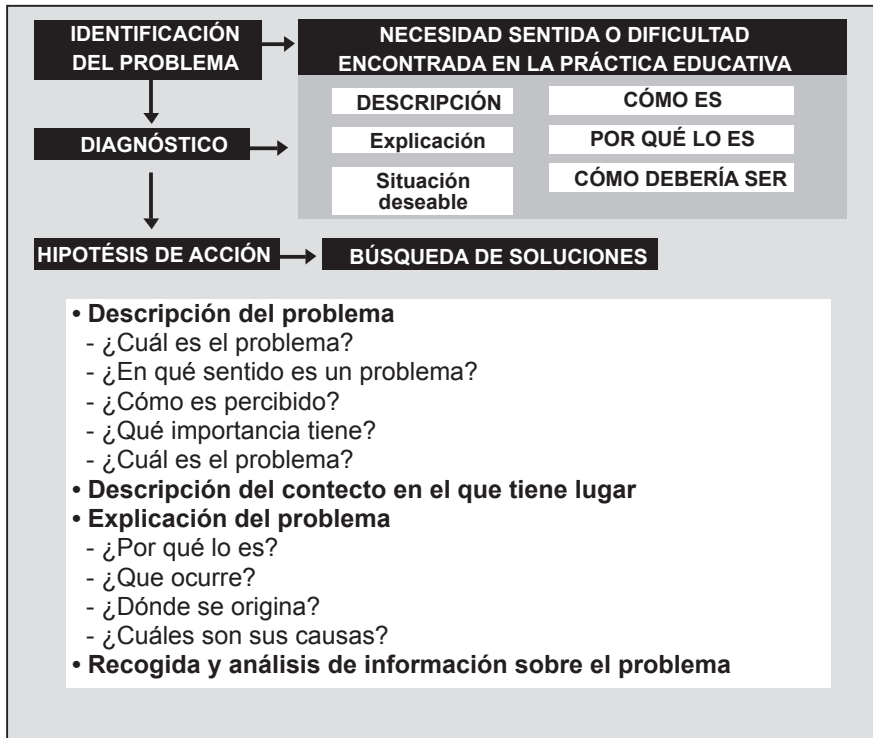 IDENTIFICACIÓN
DEL PROBLEMA
NECESIDAD SENTIDA O DIFICULTAD
ENCONTRADA EN LA PRÁCTICA EDUCATIVA
DESCRIPCIÓN
CÓMO ES
DIAGNÓSTICO
Explicación
POR QUÉ LO ES
Situación
deseable
CÓMO DEBERÍA SER
HIPOTÉSIS DE ACCIÓN
BÚSQUEDA DE SOLUCIONES
• Descripción del problema
- ¿Cuál es el problema?
- ¿En qué sentido es un problema?
- ¿Cómo es percibido?
- ¿Qué importancia tiene?
- ¿Cuál es el problema?
• Descripción del contecto en el que tiene lugar
• Explicación del problema
- ¿Por qué lo es?
- ¿Que ocurre?
- ¿Dónde se origina?
- ¿Cuáles son sus causas?
• Recogida y análisis de información sobre el problema